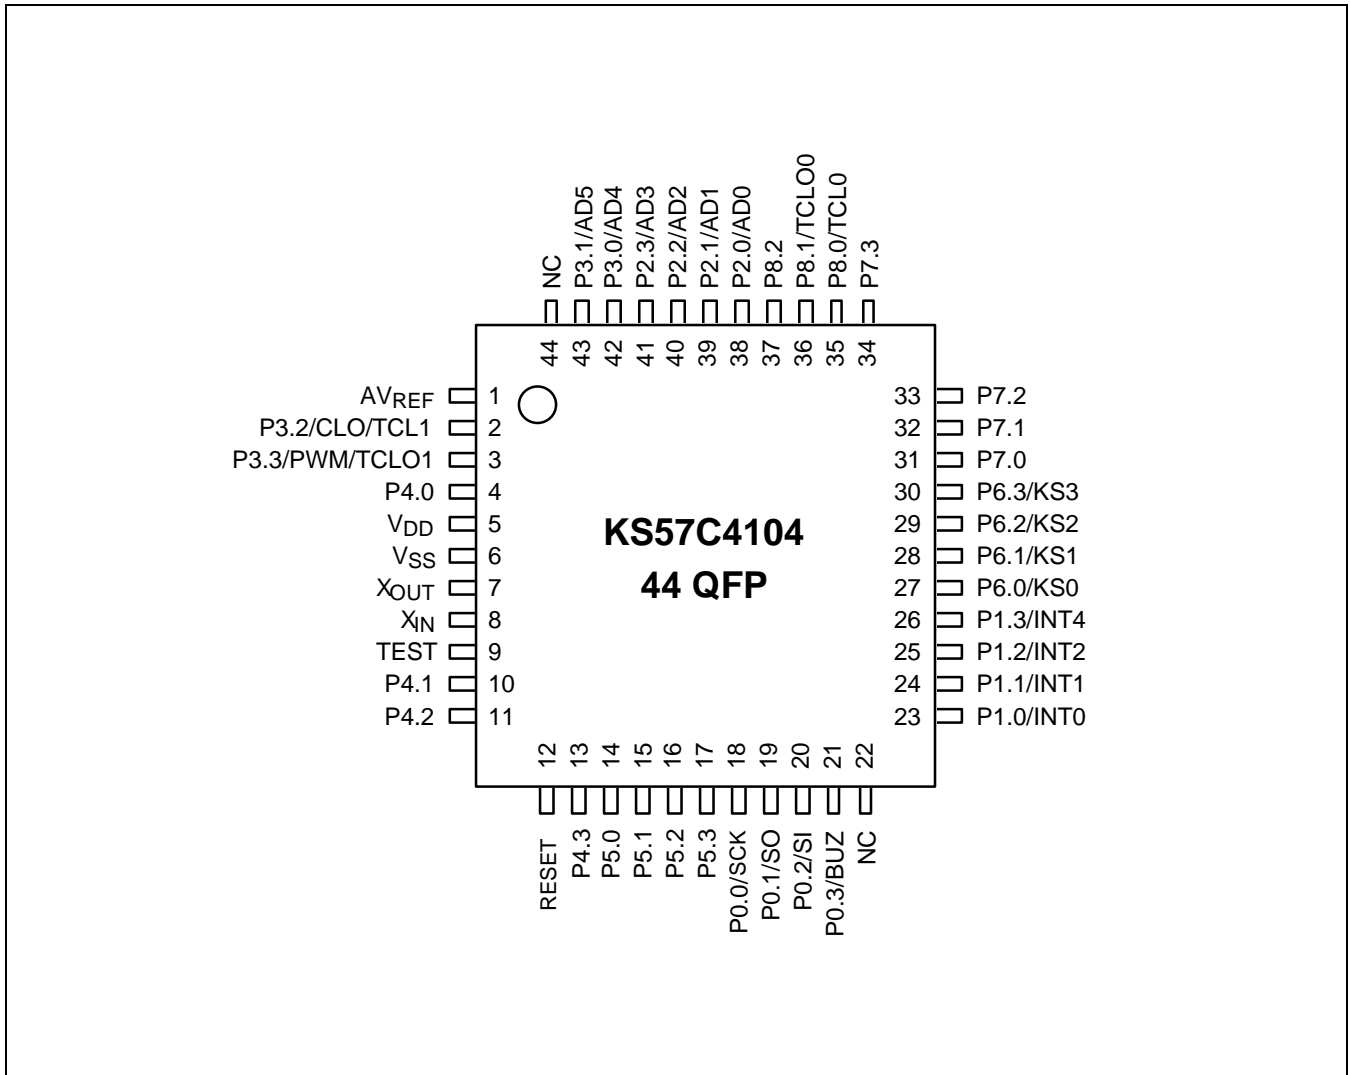 NC
P3.1/AD5
P3.0/AD4
P2.3/AD3
P2.2/AD2
P2.1/AD1
P2.0/AD0
P8.2
P8.1/TCLO0
P8.0/TCL0
P7.3
44
43
42
41
40
39
38
37
36
35
34
AVREF 1
P3.2/CLO/TCL1 2
P3.3/PWM/TCLO1 3
P4.0 4
VDD 5
VSS 6
XOUT 7
XIN 8
TEST 9
P4.1 10
P4.2 11
KS57C4104
44 QFP
33 P7.2
32 P7.1
31 P7.0
30 P6.3/KS3
29 P6.2/KS2
28 P6.1/KS1
27 P6.0/KS0
26 P1.3/INT4
25 P1.2/INT2
24 P1.1/INT1
23 P1.0/INT0
12
13
14
15
16
17
18
19
20
21
22
RESET
P4.3
P5.0
P5.1
P5.2
P5.3
P0.0/SCK
P0.1/SO
P0.2/SI
P0.3/BUZ
NC